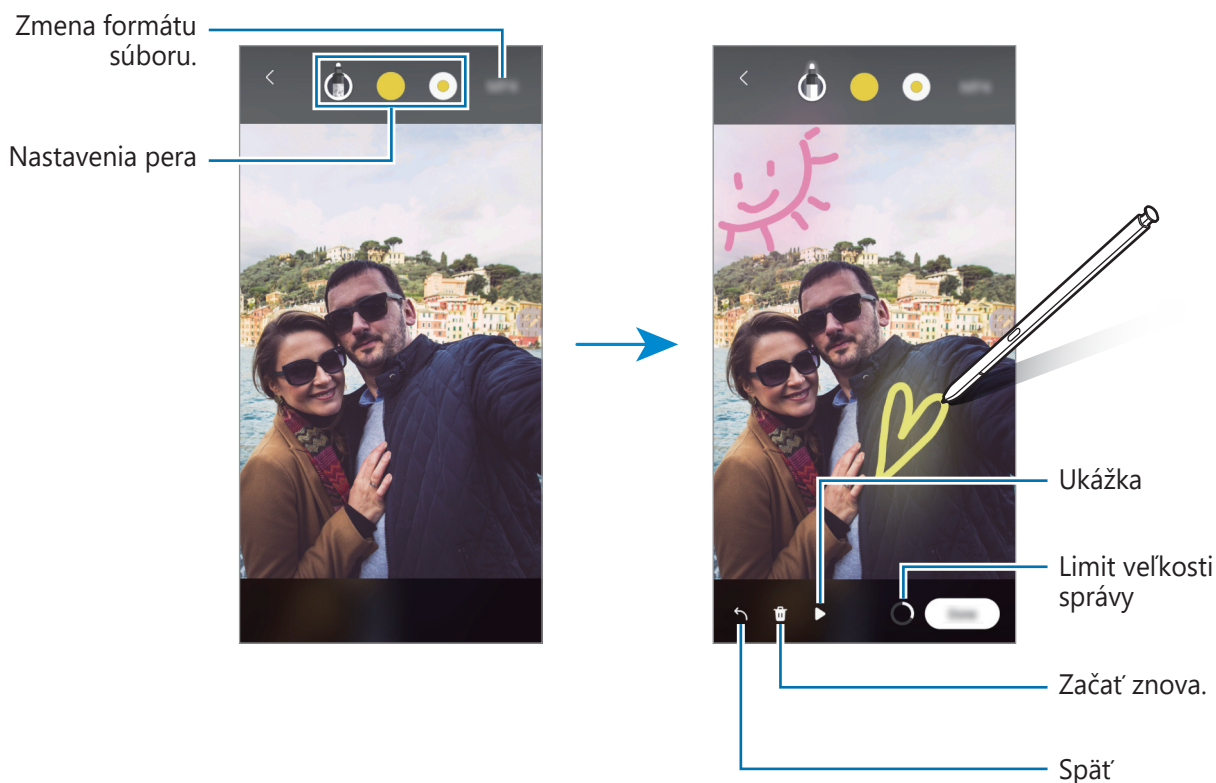 Zmena formátu
súboru.
Nastavenia pera
Ukážka
Limit veľkosti
správy
Začať znova.
Späť